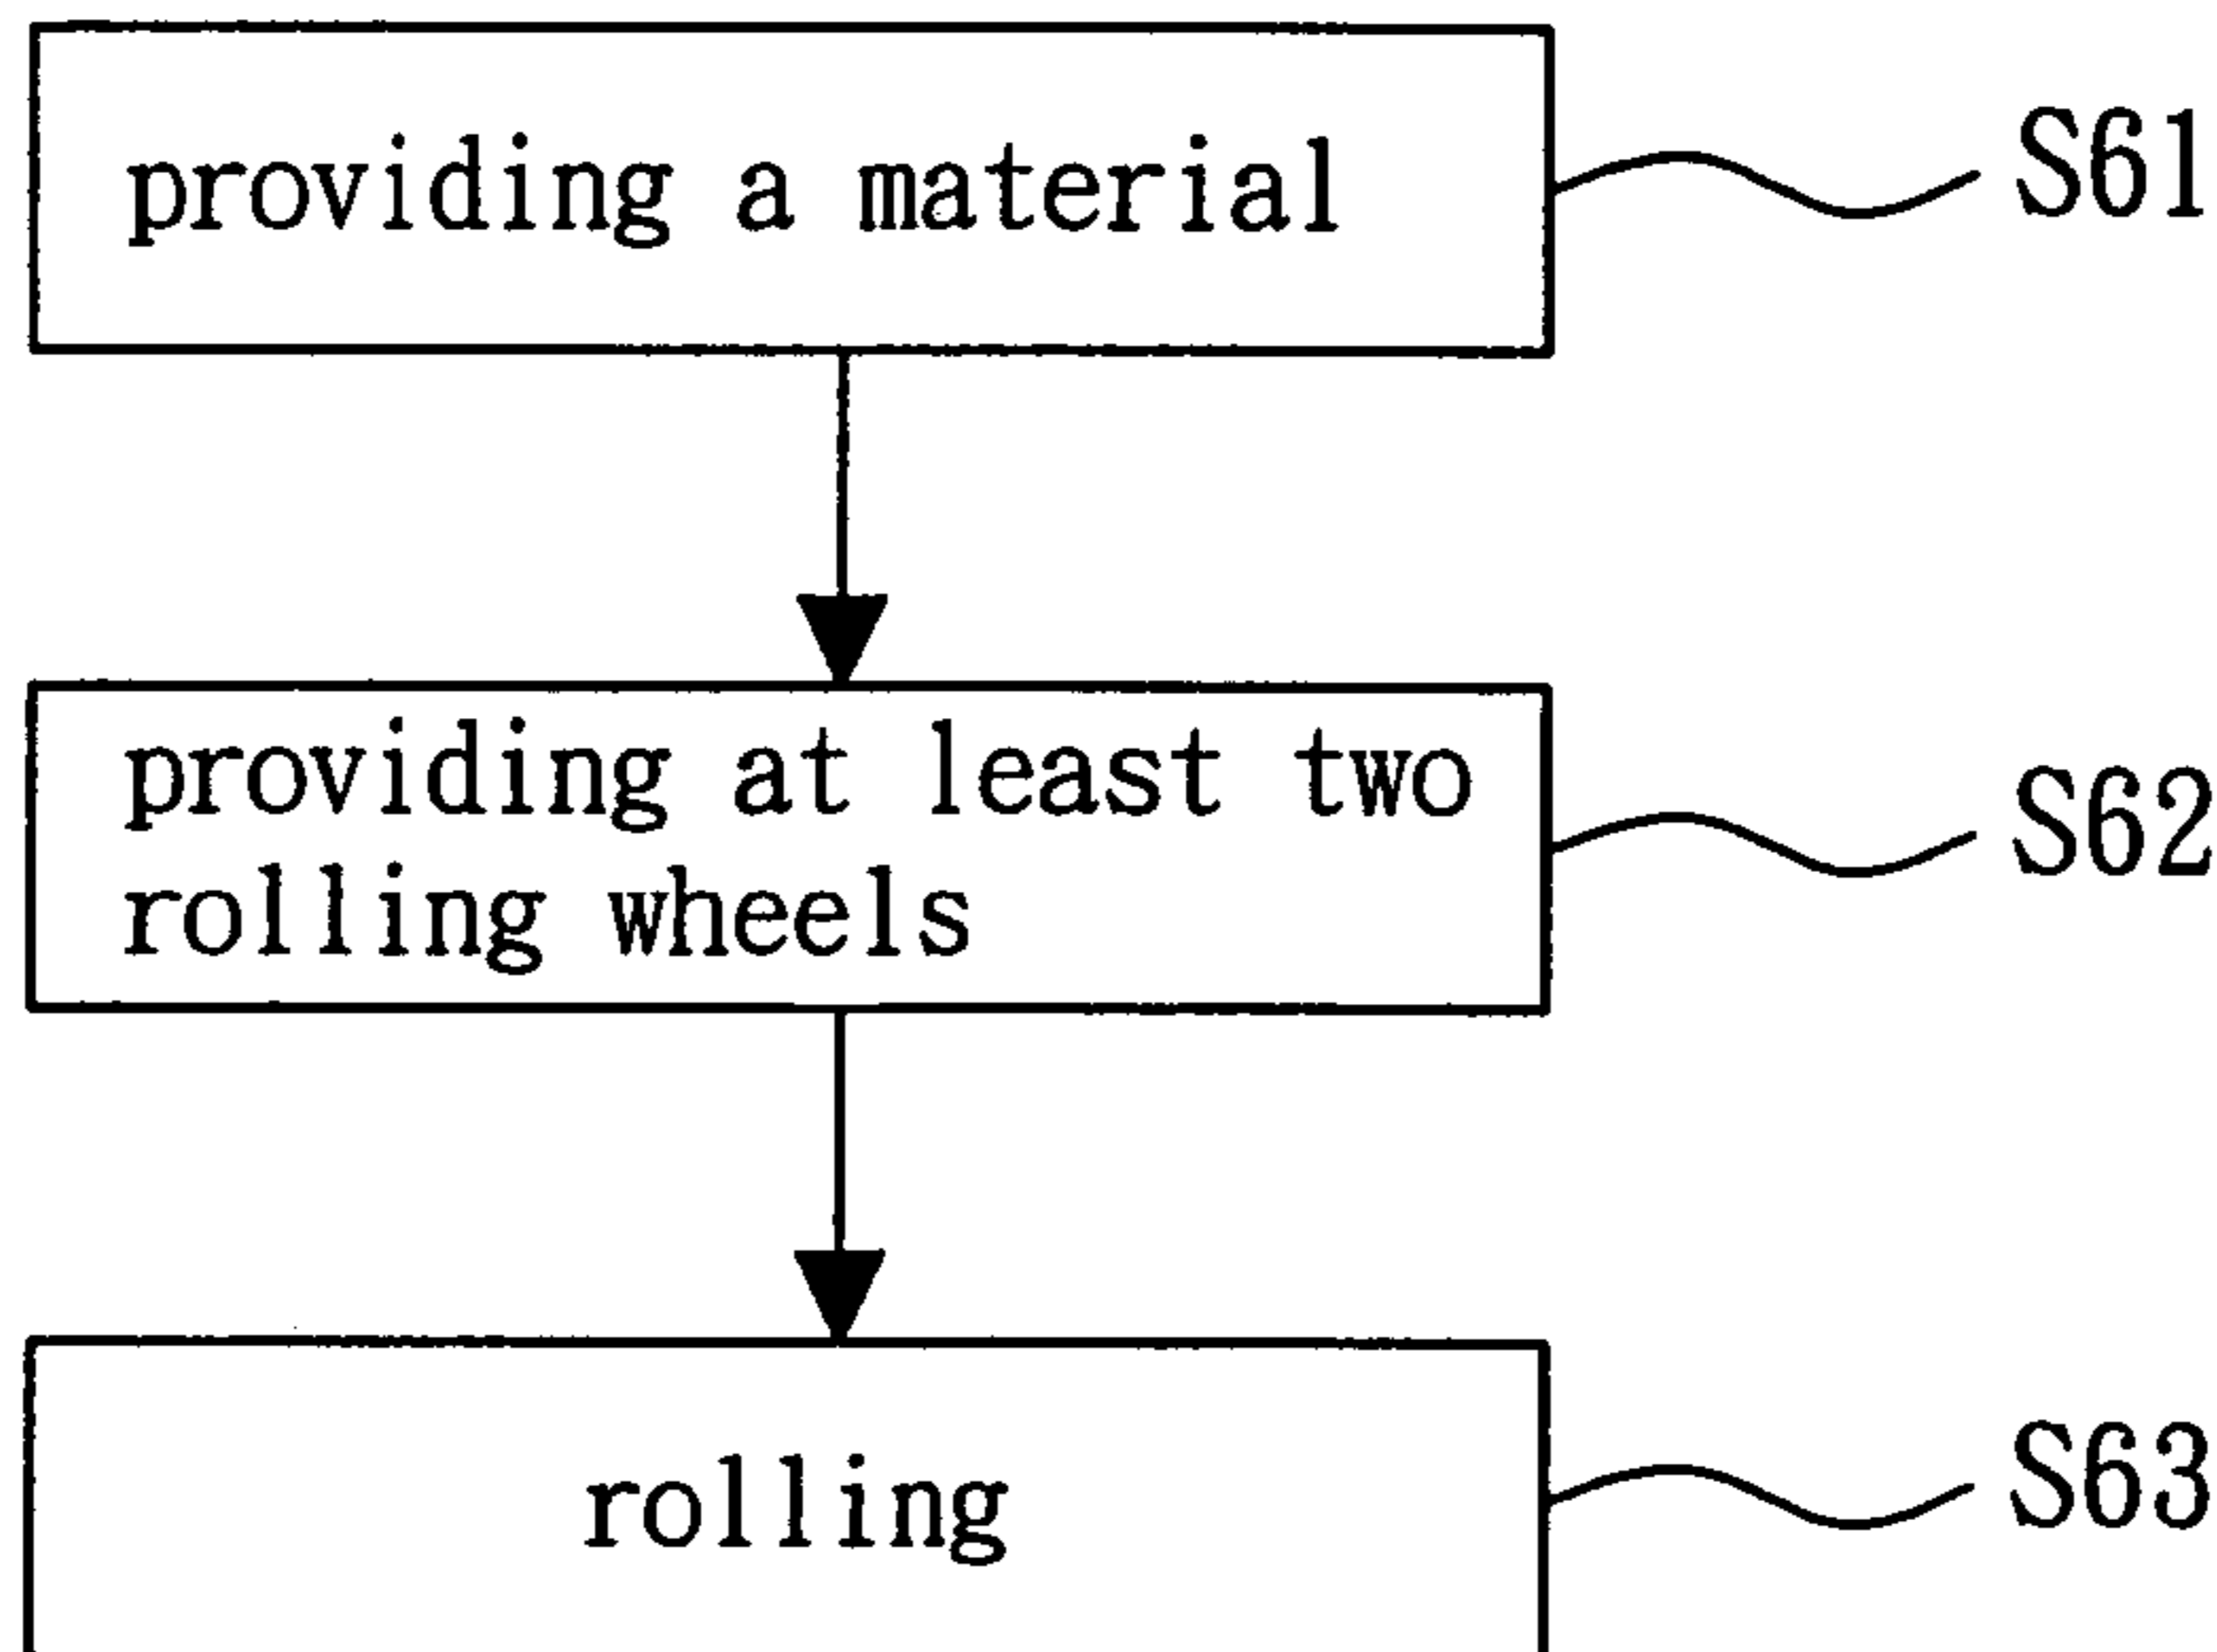 providing a material
S61
providing at least two
rolling wheels
S62
rolling
S63